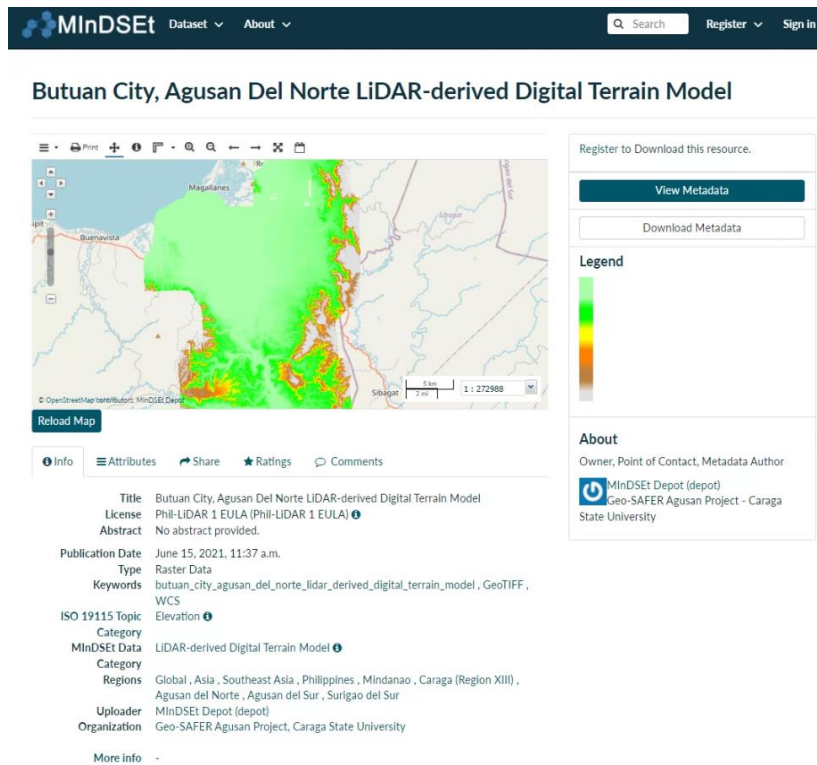 MInDSEt Dataset About Search Register Sign in
Butuan City, Agusan Del Norte LiDAR-derived Digital Terrain Model
Print
Magallanes
Buenavista
Sibagat
Sibagat
5 km
2 mi
1 : 272988
© OpenStreetMap contributors, MInDSEt Depot
Reload Map
Register to Download this resource.
View Metadata
Download Metadata
Legend
About
Owner, Point of Contact, Metadata Author
MInDSEt Depot (depot)
Geo-SAFER Agusan Project - Caraga
State University
Info Attributes Share Ratings Comments
Title Butuan City, Agusan Del Norte LiDAR-derived Digital Terrain Model
License Phil-LiDAR 1 EULA (Phil-LiDAR 1 EULA)
Abstract No abstract provided.
Publication Date June 15, 2021, 11:37 a.m.
Type Raster Data
Keywords butuan_city_agusan_del_norte_lidar_derived_digital_terrain_model , GeoTIFF ,
WCS
ISO 19115 Topic Elevation
Category
MInDSEt Data LiDAR-derived Digital Terrain Model
Category
Regions Global , Asia , Southeast Asia , Philippines , Mindanao , Caraga (Region XIII) ,
Agusan del Norte , Agusan del Sur , Surigao del Sur
Uploader MInDSEt Depot (depot)
Organization Geo-SAFER Agusan Project, Caraga State University
More info -